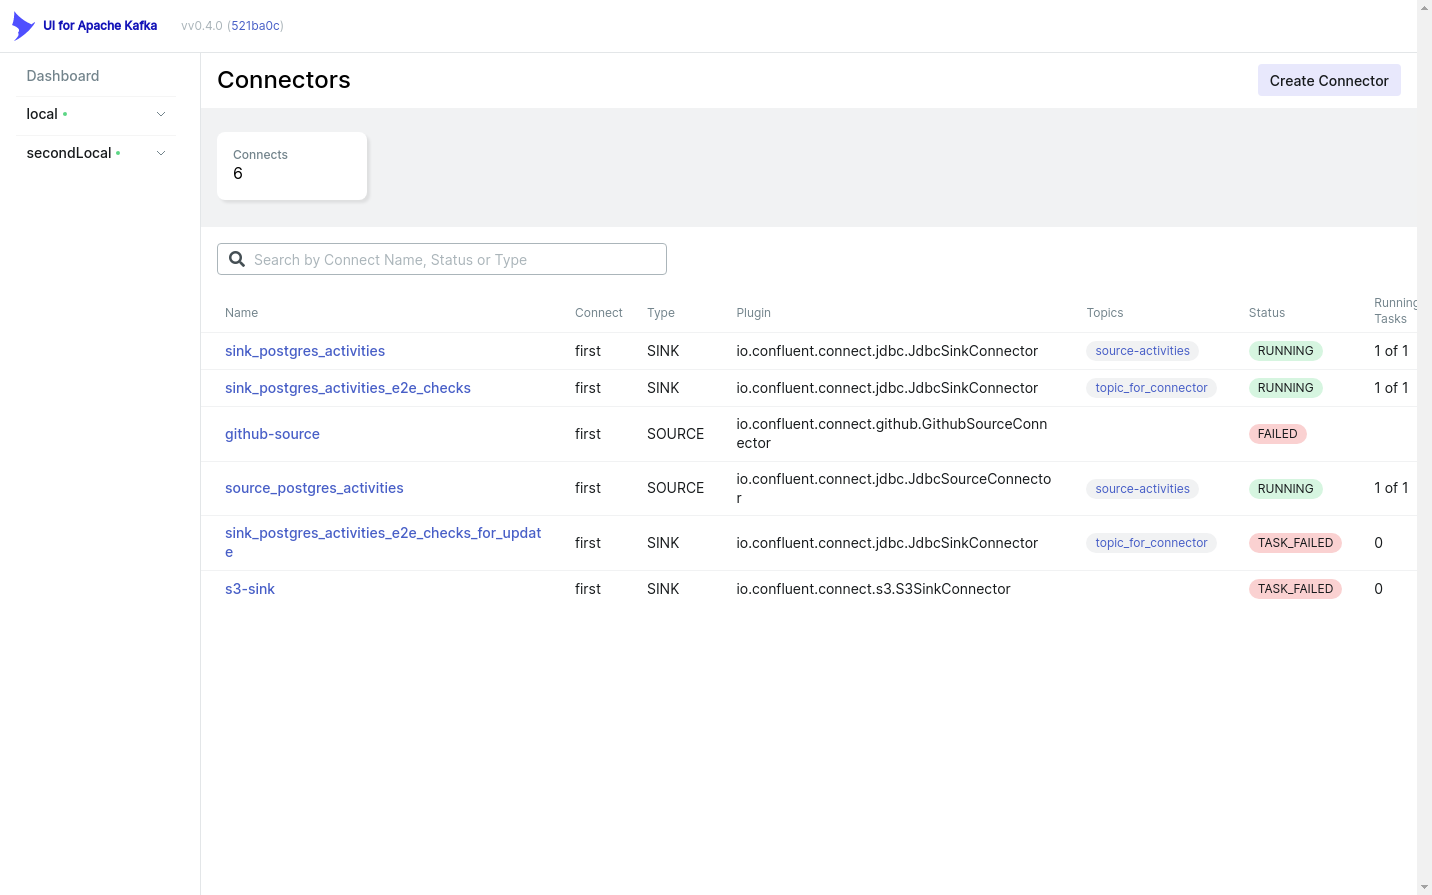 UI for Apache Kafka vv0.4.0 (521ba0c)
Dashboard
local
secondLocal
Connectors
Create Connector
Connects
6
Search by Connect Name, Status or Type
Name Connect Type Plugin Topics Status Running
Tasks
sink_postgres_activities first SINK io.confluent.connect.jdbc.JdbcSinkConnector source-activities RUNNING 1 of 1
sink_postgres_activities_e2e_checks first SINK io.confluent.connect.jdbc.JdbcSinkConnector topic_for_connector RUNNING 1 of 1
github-source first SOURCE io.confluent.connect.github.GithubSourceConn
ector FAILED
source_postgres_activities first SOURCE io.confluent.connect.jdbc.JdbcSourceConnecto
r source-activities RUNNING 1 of 1
sink_postgres_activities_e2e_checks_for_updat
e first SINK io.confluent.connect.jdbc.JdbcSinkConnector topic_for_connector TASK_FAILED 0
s3-sink first SINK io.confluent.connect.s3.S3SinkConnector TASK_FAILED 0